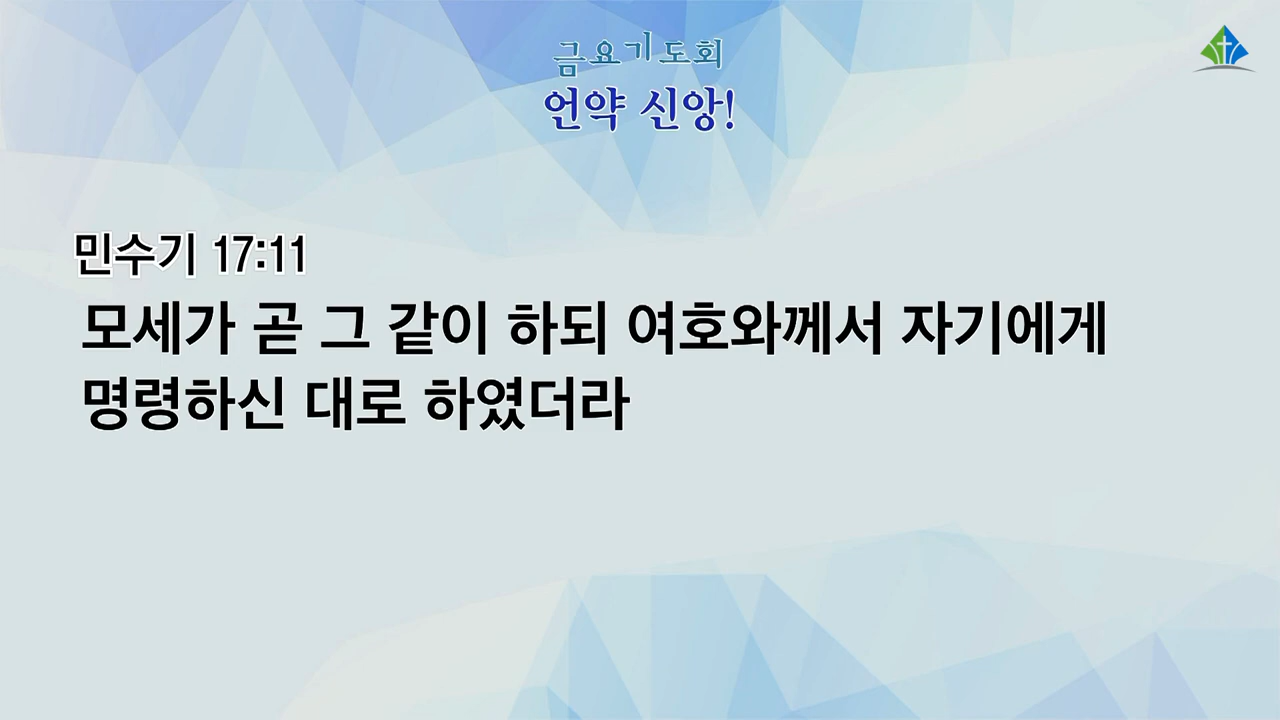 금요기도회
언약 신앙!
민수기 17:11
모세가 곧 그 같이 하되 여호와께서 자기에게
명령하신 대로 하였더라